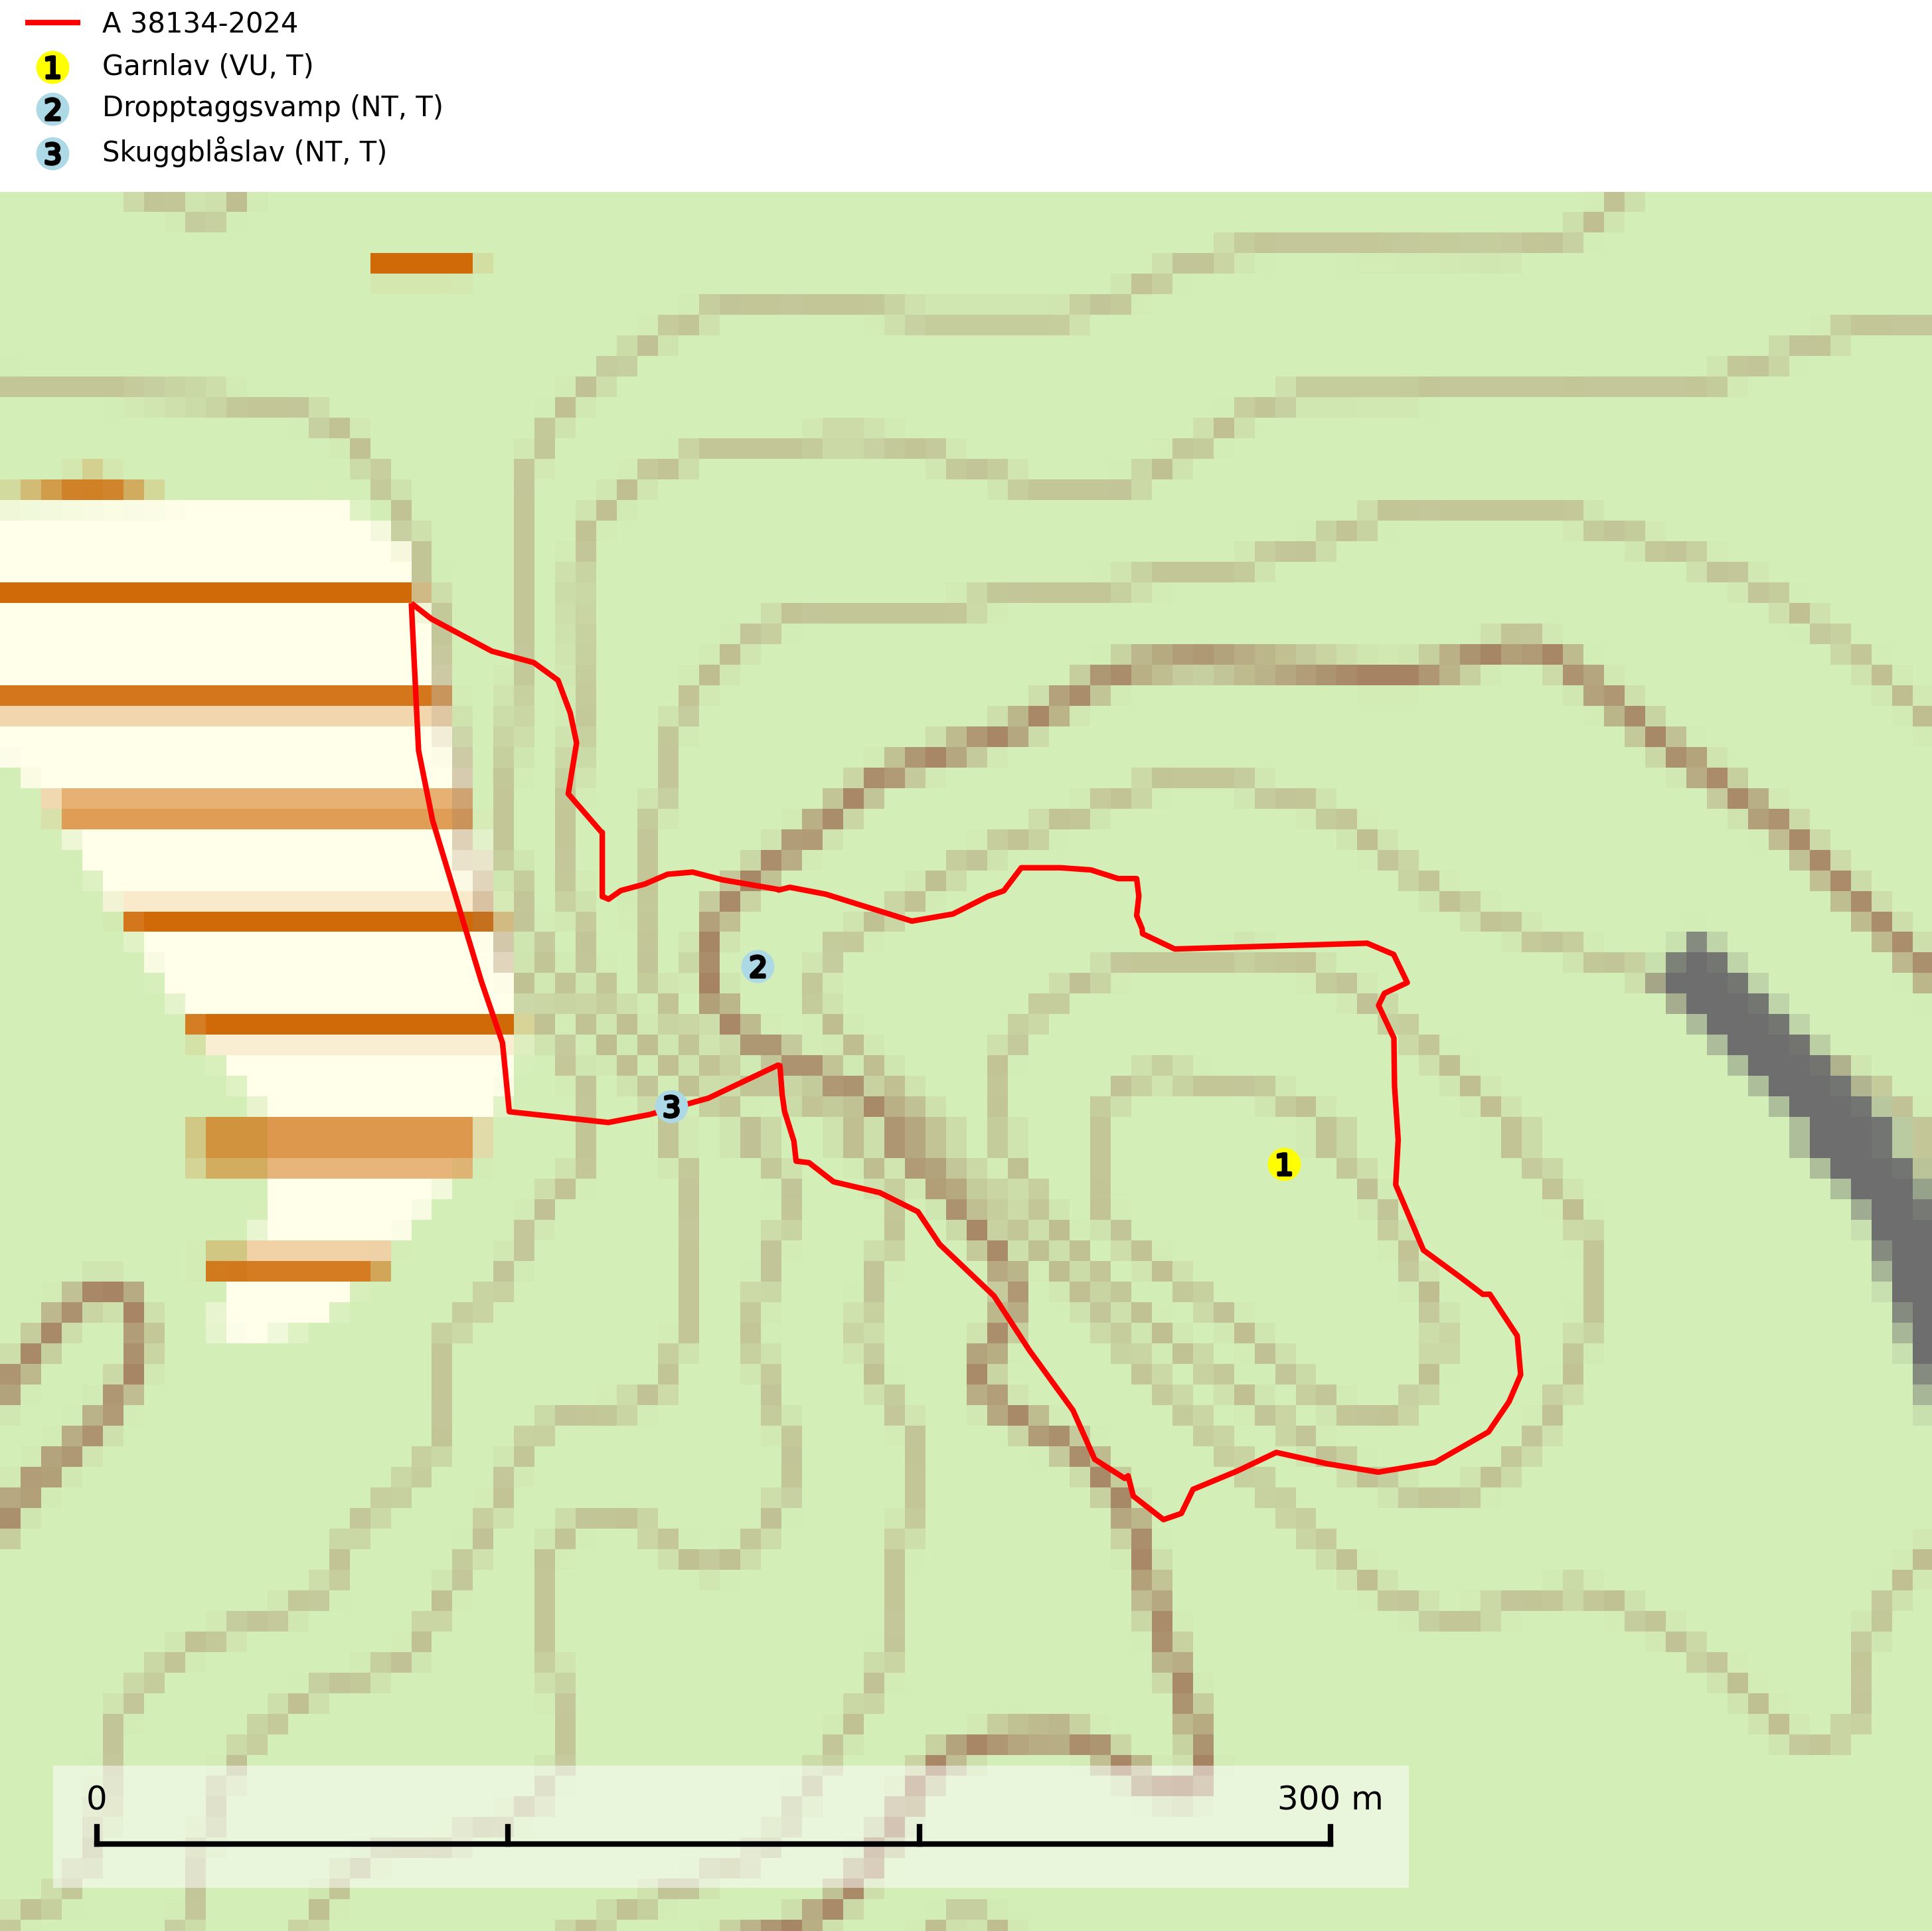 A 38134-2024
1 Garnlav (VU, T)
2 Dropptaggsvamp (NT, T)
3 Skuggblåslav (NT, T)
2
3
1
0 300 m